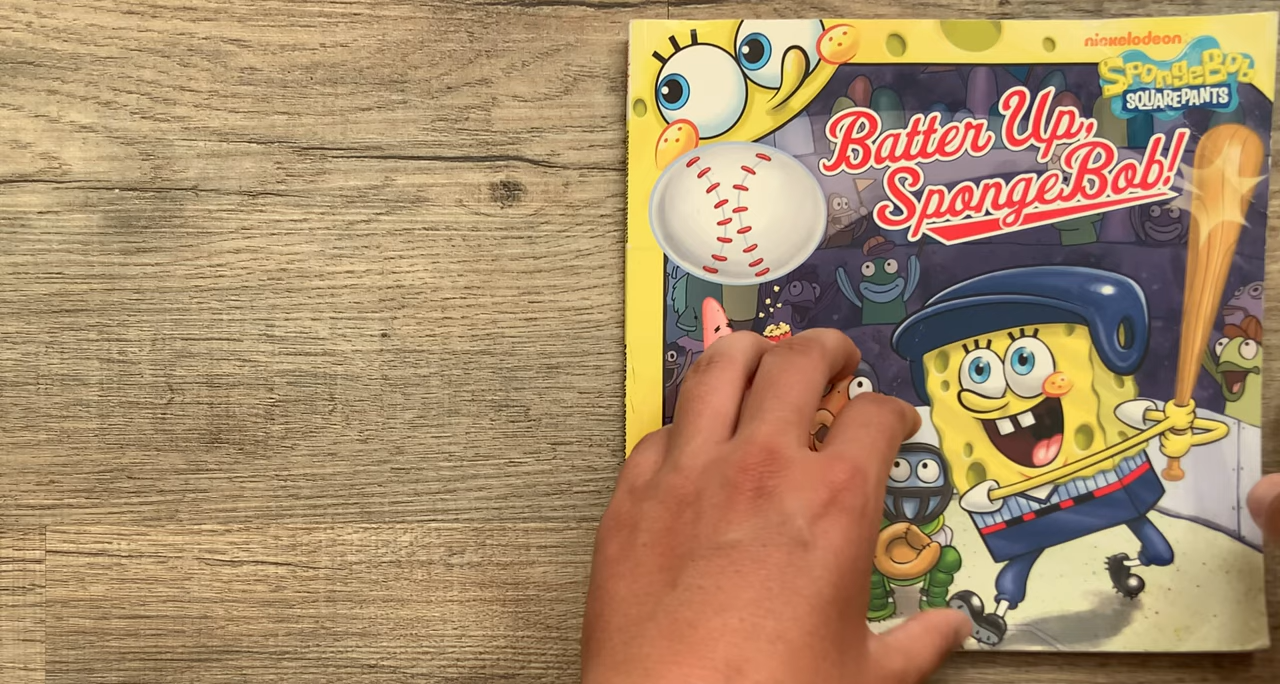 nickelodeon
SpongeBob
SQUAREPANTS
Batter Up,
SpongeBob!